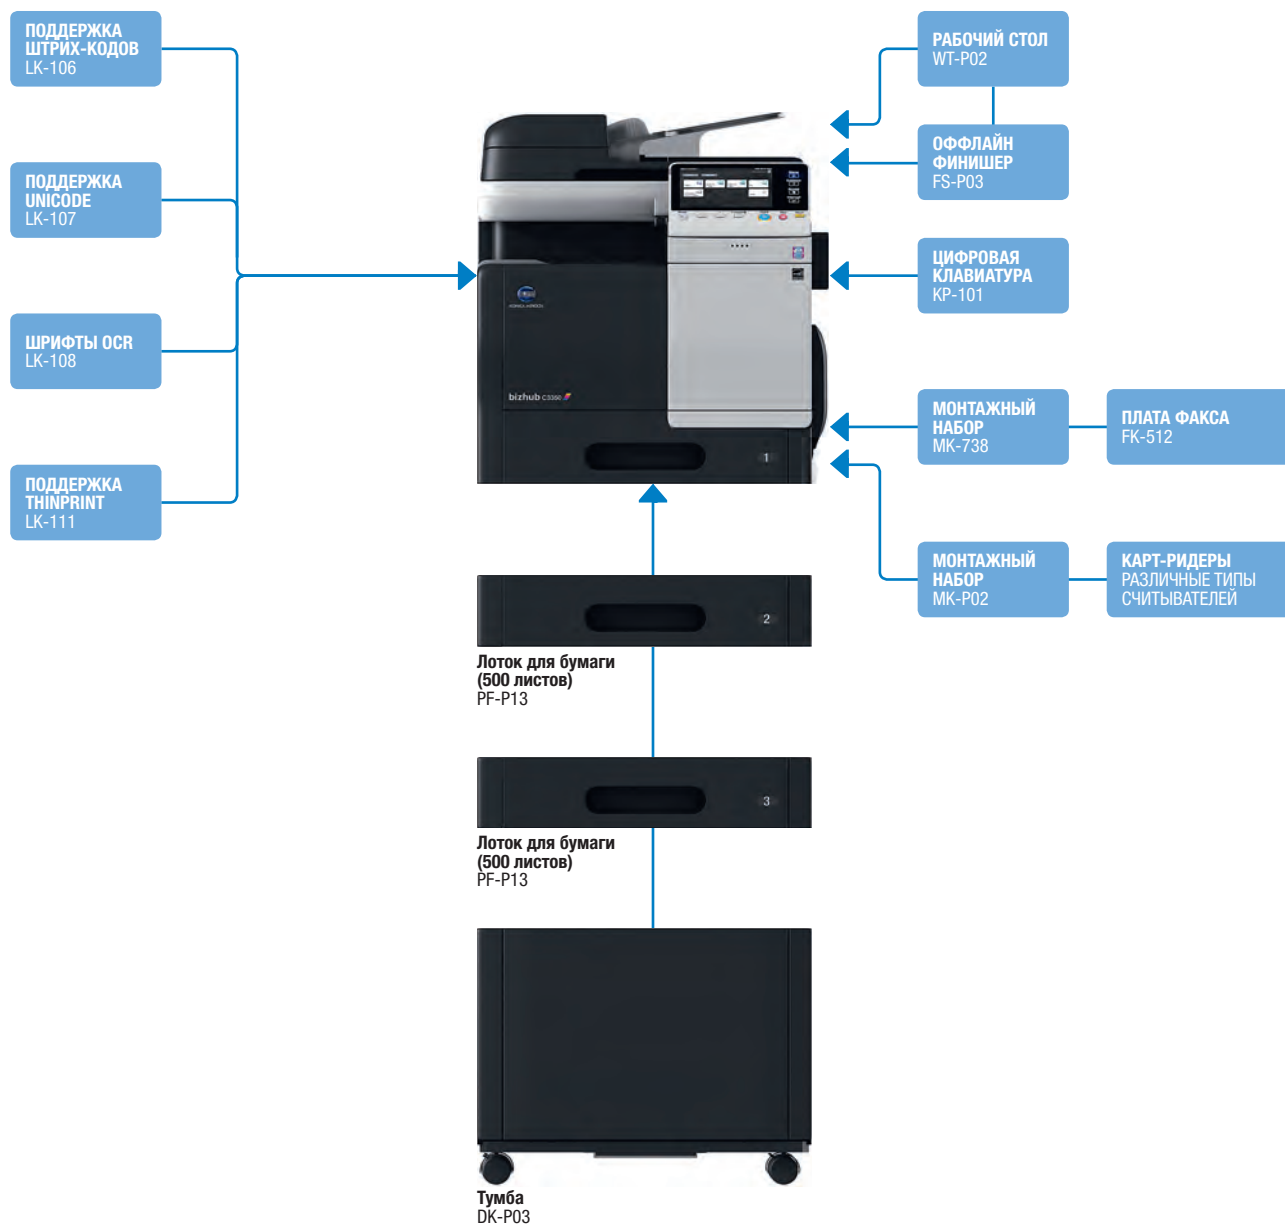 ПОДДЕРЖКА
ШТРИХ-КОДОВ
LK-106
ПОДДЕРЖКА
UNICODE
LK-107
ШРИФТЫ OCR
LK-108
ПОДДЕРЖКА
THINPRINT
LK-111
РАБОЧИЙ СТОЛ
WT-P02
ОФФЛАЙН
ФИНИШЕР
FS-P03
ЦИФРОВАЯ
КЛАВИАТУРА
KP-101
МОНТАЖНЫЙ
НАБОР
MK-738
ПЛАТА ФАКСА
FK-512
МОНТАЖНЫЙ
НАБОР
MK-P02
КАРТ-РИДЕРЫ
РАЗЛИЧНЫЕ ТИПЫ
СЧИТЫВАТЕЛЕЙ
KONICA MINOLTA
bizhub C3350
1
2
Лоток для бумаги
(500 листов)
PF-P13
3
Лоток для бумаги
(500 листов)
PF-P13
Тумба
DK-P03